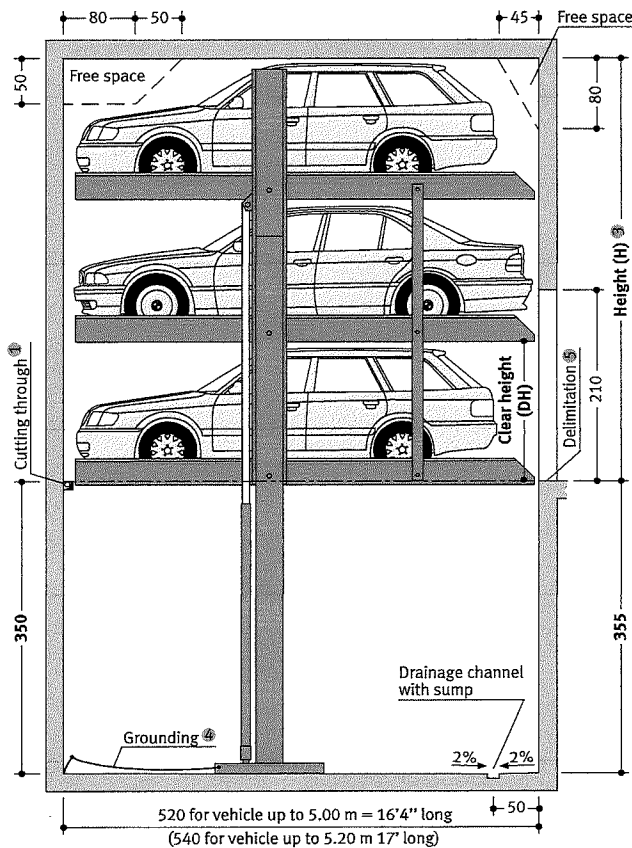 80
50
45
Free space
Free space
50
80
Height (H) 3
Cutting through 1
Clear height
(DH)
Delimitation 5
210
350
355
Drainage channel
with sump
Grounding 4
2%
2%
50
520 for vehicle up to 5.00 m = 16'4" long
(540 for vehicle up to 5.20 m 17' long)